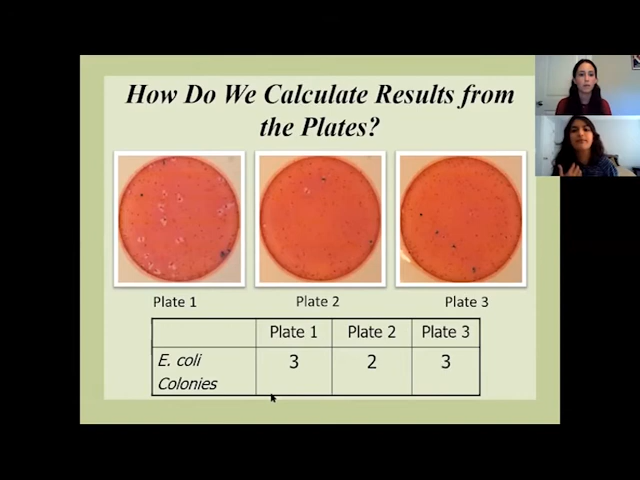 How Do We Calculate Results from
the Plates?
Plate 1
Plate 2
Plate 3
Plate 1 Plate 2 Plate 3
E. coli 3 2 3
Colonies